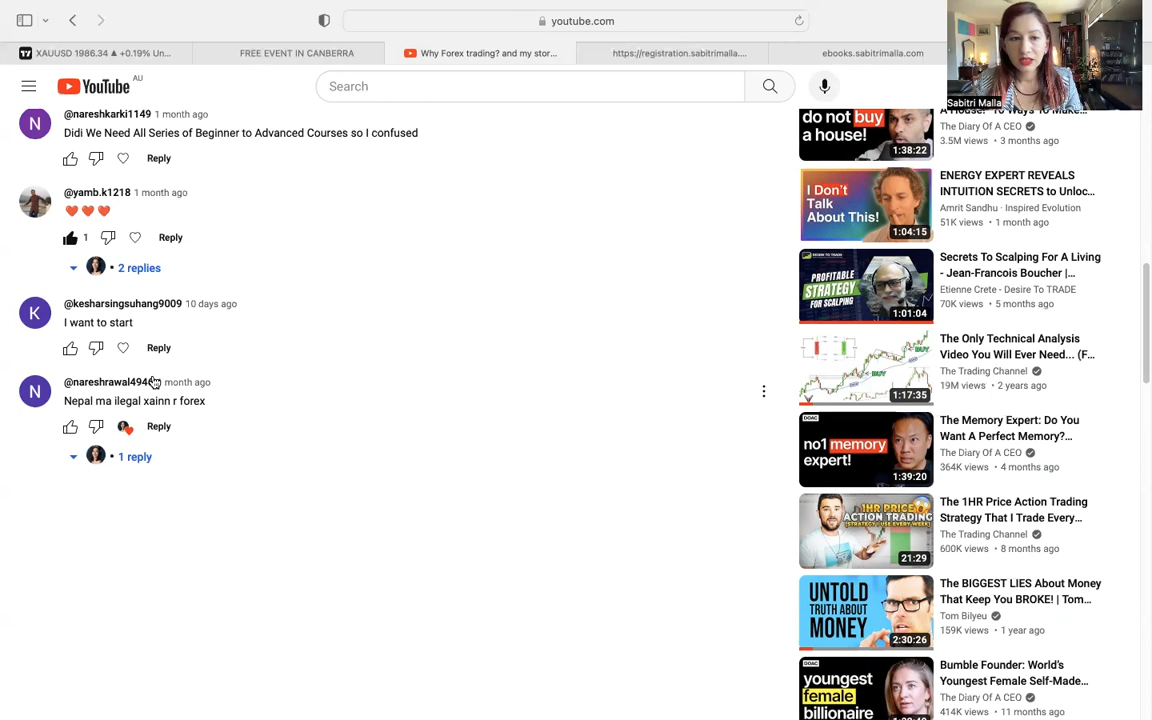 youtube.com
XAUUSD 1986.34 ▲ +0.19% Un...
FREE EVENT IN CANBERRA
Why Forex trading? and my stor...
https://registration.sabitrimalla....
ebooks.sabitrimalla.com
Sabitri Malla
YouTube AU
Search
@nareshkarki1149 1 month ago
Didi We Need All Series of Beginner to Advanced Courses so I confused
Reply
@yamb.k1218 1 month ago
❤️❤️❤️
1 Reply
2 replies
@kesharsingsuhang9009 10 days ago
I want to start
Reply
month ago
Nepal ma ilegal xainn r forex
Reply
1 reply
do not buy
a house!
1:38:22
The Diary Of A CEO
3.5M views • 3 months ago
I Don't
Talk
About This!
1:04:15
ENERGY EXPERT REVEALS
INTUITION SECRETS to Unloc...
Amrit Sandhu · Inspired Evolution
51K views • 1 month ago
DESIRE TO TRADE
PROFITABLE
STRATEGY
FOR SCALPING
1:01:04
Secrets To Scalping For A Living
- Jean-Francois Boucher |...
Etienne Crete - Desire To TRADE
70K views • 5 months ago
BUY
BUY
1:17:35
The Only Technical Analysis
Video You Will Ever Need... (F...
The Trading Channel
19M views • 2 years ago
DOAC
no1 memory
expert!
1:39:20
The Memory Expert: Do You
Want A Perfect Memory?...
The Diary Of A CEO
364K views • 4 months ago
1HR PRICE
ACTION TRADING
[STRATEGY I USE EVERY WEEK]
21:29
The 1HR Price Action Trading
Strategy That I Trade Every...
The Trading Channel
600K views • 8 months ago
UNTOLD
TRUTH ABOUT
MONEY
2:30:26
The BIGGEST LIES About Money
That Keep You BROKE! | Tom...
Tom Bilyeu
159K views • 1 year ago
DOAC
youngest
female
billionaire
Bumble Founder: World's
Youngest Female Self-Made...
The Diary Of A CEO
414K views • 11 months ago